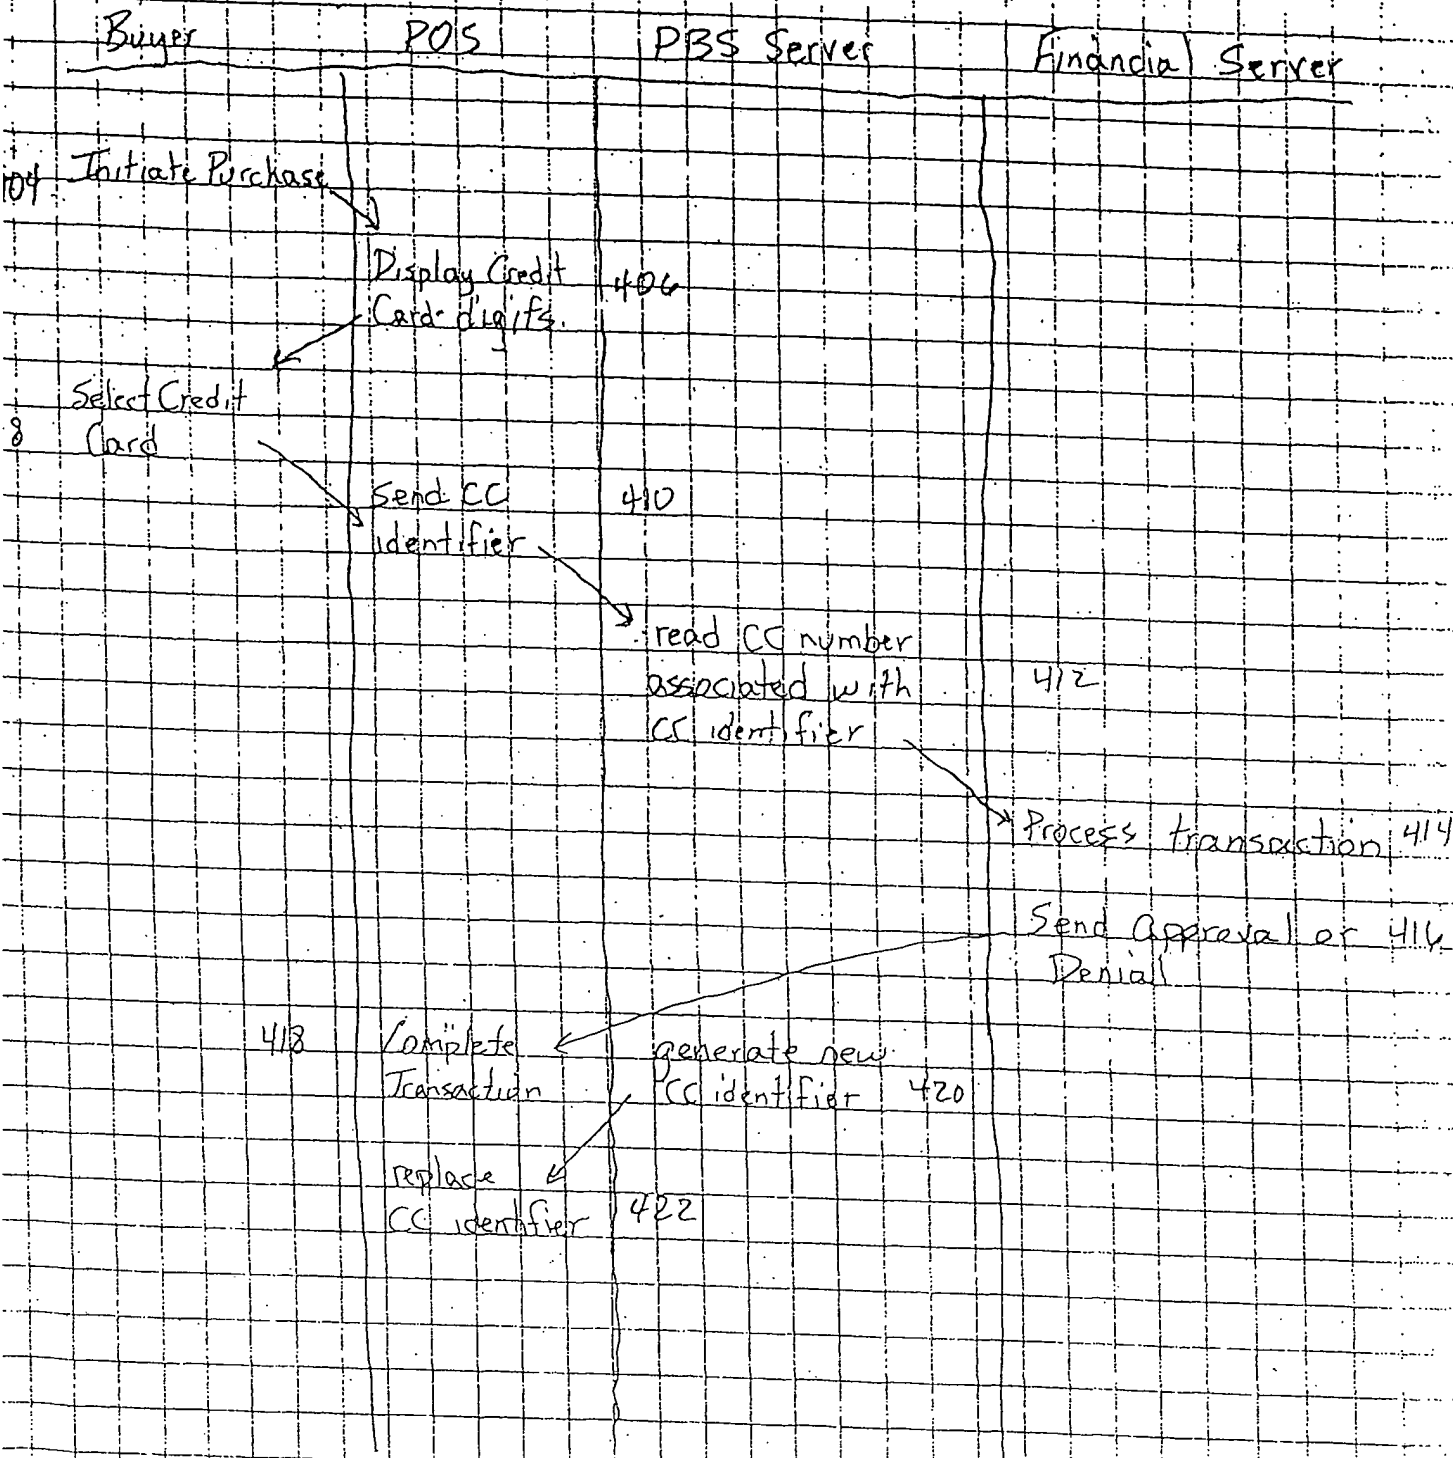 Buyer POS PBS Server Financial Server
104 Initiate Purchase
Display Credit 406
Card digits.
Select Credit
8 Card
Send CC 410
identifier
read CC number
associated with 412
CC identifier
Process transaction 414
Send Approval or 416
Denial
418 Complete generate new
Transaction CC identifier 420
replace
CC identifier 422